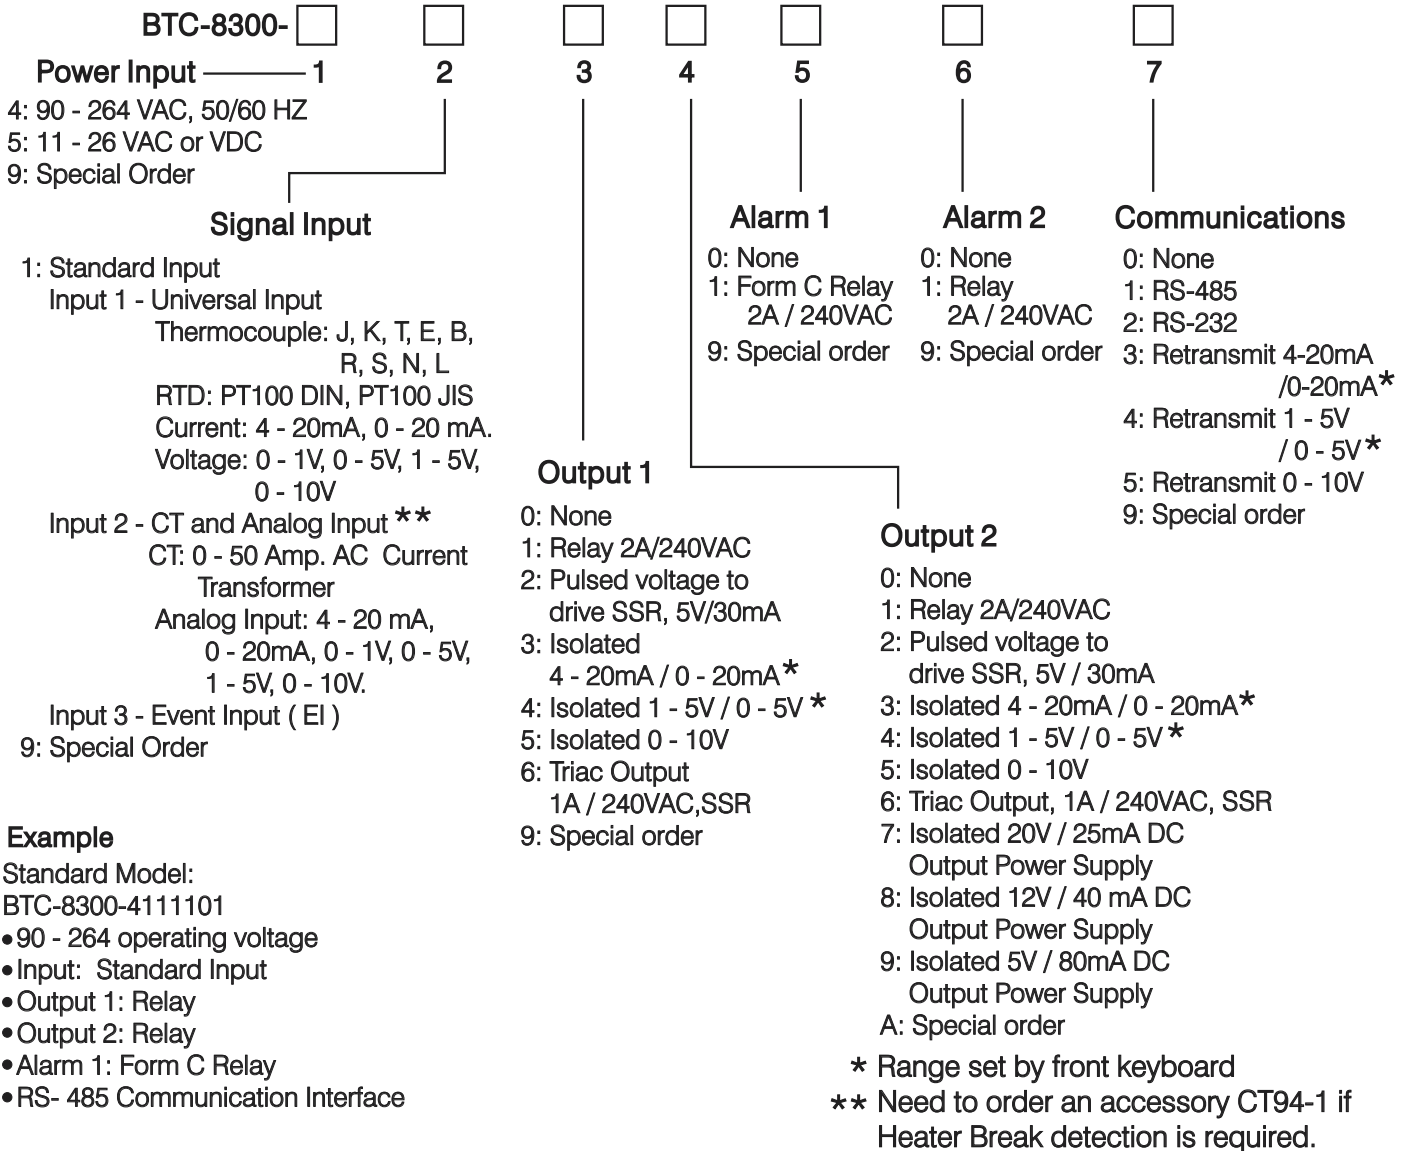 BTC-8300-
Power Input 1 2 3 4 5 6 7
4: 90 - 264 VAC, 50/60 HZ
5: 11 - 26 VAC or VDC
9: Special Order
Signal Input
1: Standard Input
Input 1 - Universal Input
Thermocouple: J, K, T, E, B,
R, S, N, L
RTD: PT100 DIN, PT100 JIS
Current: 4 - 20mA, 0 - 20 mA.
Voltage: 0 - 1V, 0 - 5V, 1 - 5V,
0 - 10V
Input 2 - CT and Analog Input **
CT: 0 - 50 Amp. AC Current
Transformer
Analog Input: 4 - 20 mA,
0 - 20mA, 0 - 1V, 0 - 5V,
1 - 5V, 0 - 10V.
Input 3 - Event Input ( EI )
9: Special Order
Output 1
0: None
1: Relay 2A/240VAC
2: Pulsed voltage to
drive SSR, 5V/30mA
3: Isolated
4 - 20mA / 0 - 20mA*
4: Isolated 1 - 5V / 0 - 5V *
5: Isolated 0 - 10V
6: Triac Output
1A / 240VAC,SSR
9: Special order
Output 2
0: None
1: Relay 2A/240VAC
2: Pulsed voltage to
drive SSR, 5V / 30mA
3: Isolated 4 - 20mA / 0 - 20mA*
4: Isolated 1 - 5V / 0 - 5V *
5: Isolated 0 - 10V
6: Triac Output, 1A / 240VAC, SSR
7: Isolated 20V / 25mA DC
Output Power Supply
8: Isolated 12V / 40 mA DC
Output Power Supply
9: Isolated 5V / 80mA DC
Output Power Supply
A: Special order
Alarm 1
0: None
1: Form C Relay
2A / 240VAC
9: Special order
Alarm 2
0: None
1: Relay
2A / 240VAC
9: Special order
Communications
0: None
1: RS-485
2: RS-232
3: Retransmit 4-20mA
/0-20mA*
4: Retransmit 1 - 5V
/ 0 - 5V *
5: Retransmit 0 - 10V
9: Special order
Example
Standard Model:
BTC-8300-4111101
• 90 - 264 operating voltage
• Input: Standard Input
• Output 1: Relay
• Output 2: Relay
• Alarm 1: Form C Relay
• RS- 485 Communication Interface
* Range set by front keyboard
** Need to order an accessory CT94-1 if
Heater Break detection is required.